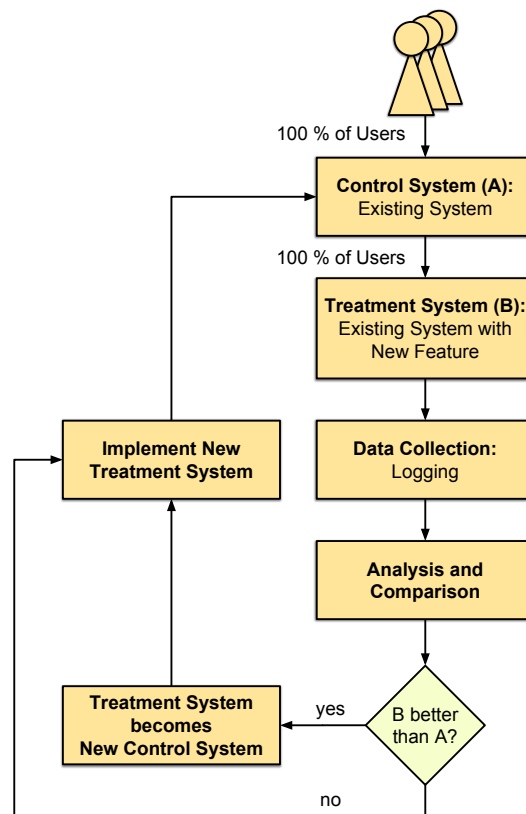 100 % of Users
Control System (A):
Existing System
100 % of Users
Treatment System (B):
Existing System with
New Feature
Implement New
Treatment System
Data Collection:
Logging
Analysis and
Comparison
Treatment System
becomes
New Control System
yes
B better
than A?
no